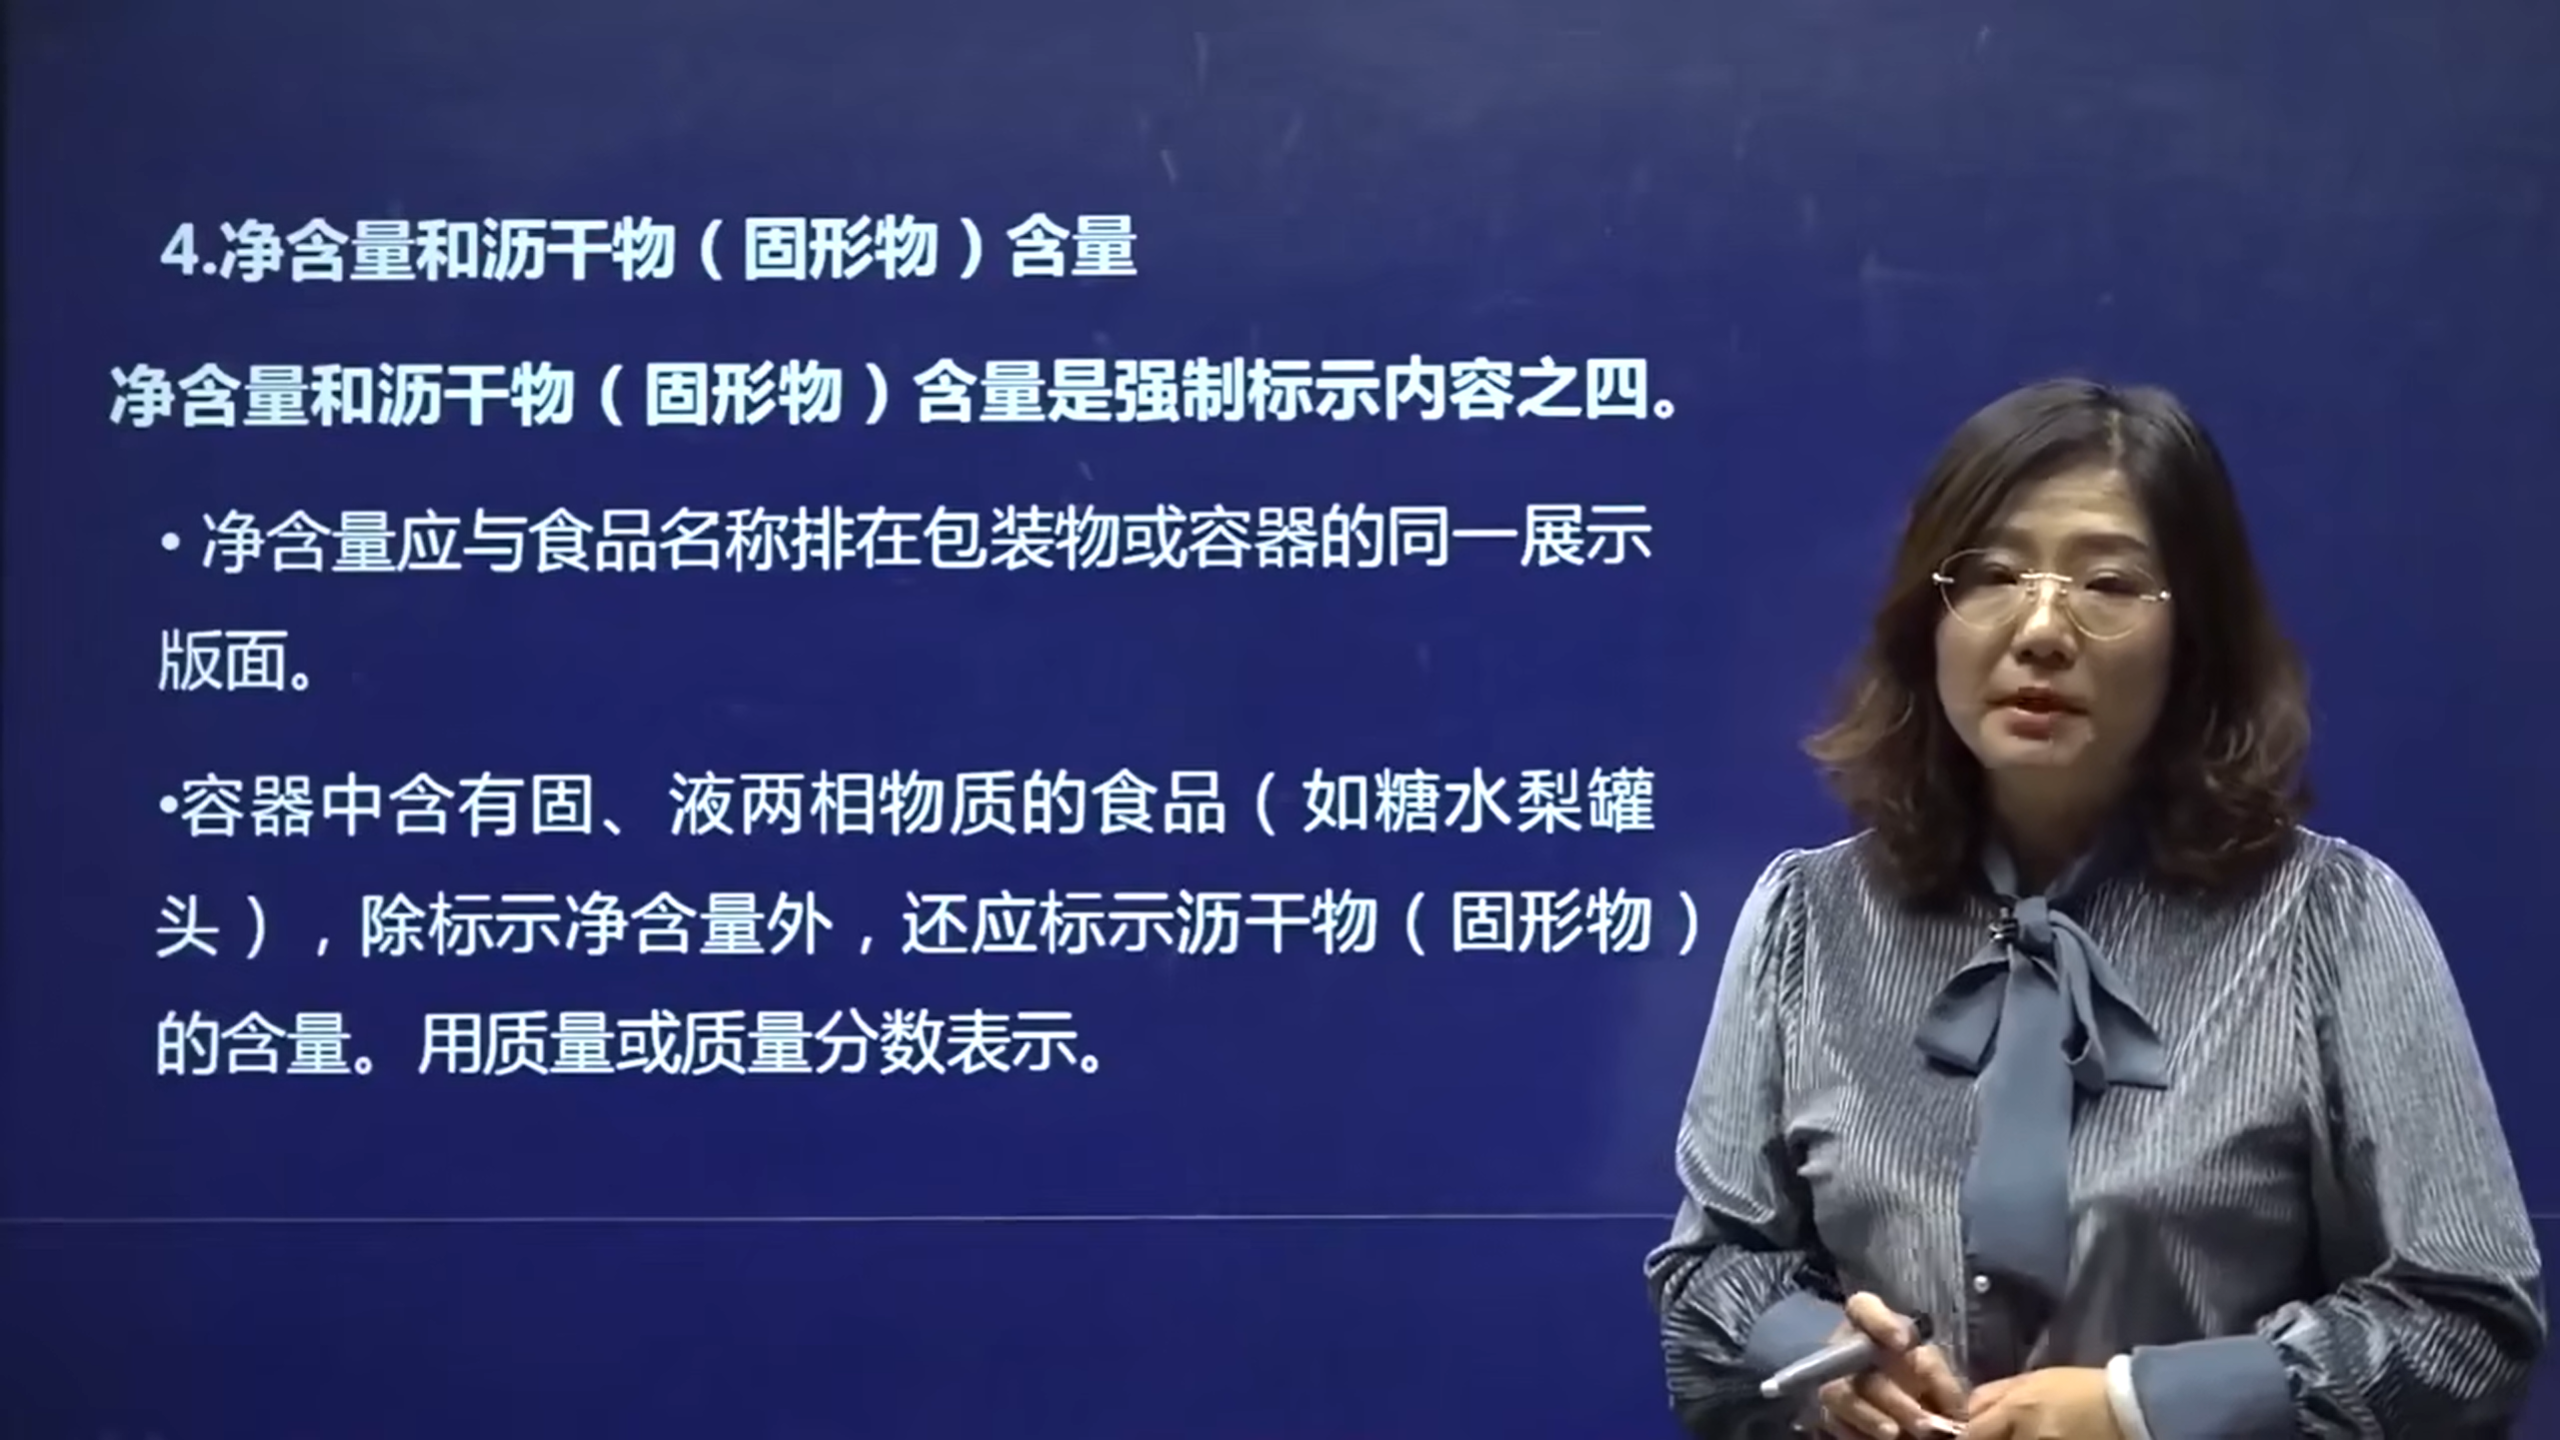 4.净含量和沥干物（固形物）含量
净含量和沥干物（固形物）含量是强制标示内容之四。
• 净含量应与食品名称排在包装物或容器的同一展示
版面。
•容器中含有固、液两相物质的食品（如糖水梨罐
头），除标示净含量外，还应标示沥干物（固形物）
的含量。用质量或质量分数表示。